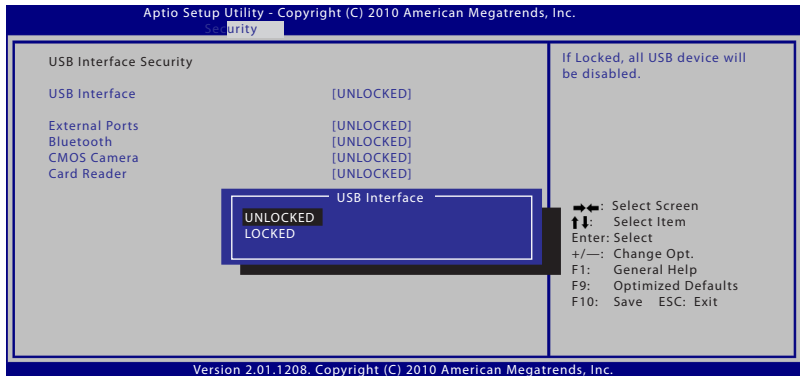 Aptio Setup Utility - Copyright (C) 2010 American Megatrends, Inc.
Security
USB Interface Security
USB Interface [UNLOCKED]
External Ports [UNLOCKED]
Bluetooth [UNLOCKED]
CMOS Camera [UNLOCKED]
Card Reader [UNLOCKED]
USB Interface
UNLOCKED
LOCKED
If Locked, all USB device will
be disabled.
→←: Select Screen
↑↓: Select Item
Enter: Select
+/—: Change Opt.
F1: General Help
F9: Optimized Defaults
F10: Save ESC: Exit
Version 2.01.1208. Copyright (C) 2010 American Megatrends, Inc.